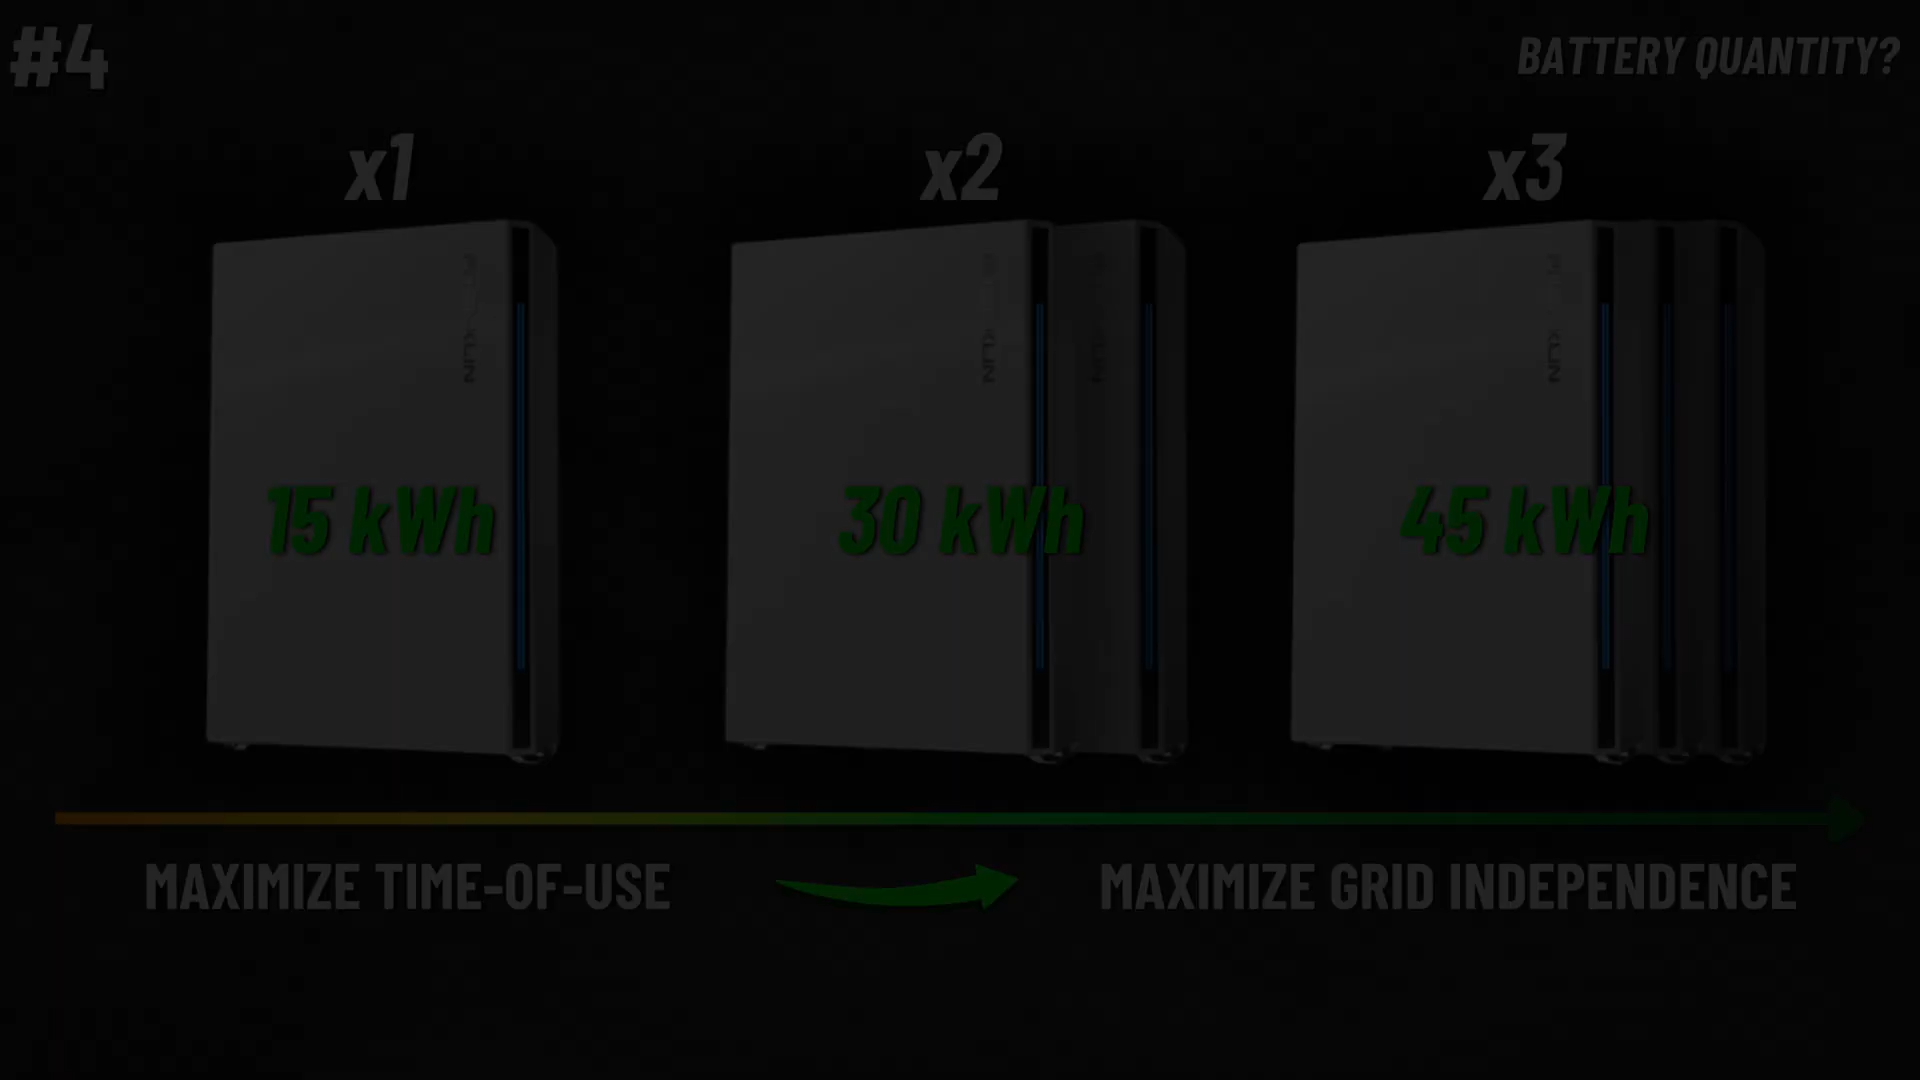 #4
BATTERY QUANTITY?
x1
x2
x3
15 kWh
30 kWh
45 kWh
MAXIMIZE TIME-OF-USE
MAXIMIZE GRID INDEPENDENCE